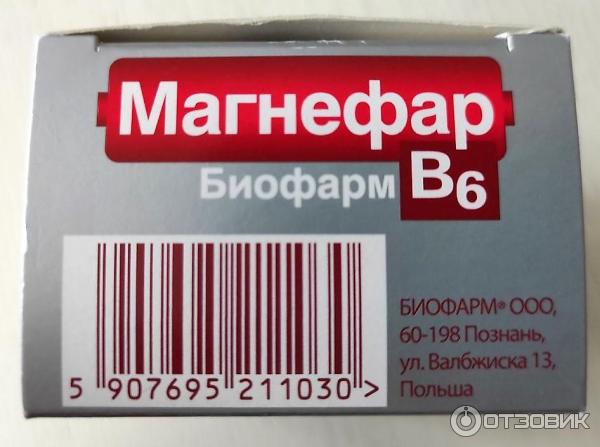 Магнефар
Биофарм B6
БИОФАРМ® ООО,
60-198 Познань,
ул. Валбжиска 13,
Польша
5 907695 211030 >
ОТЗОВИК